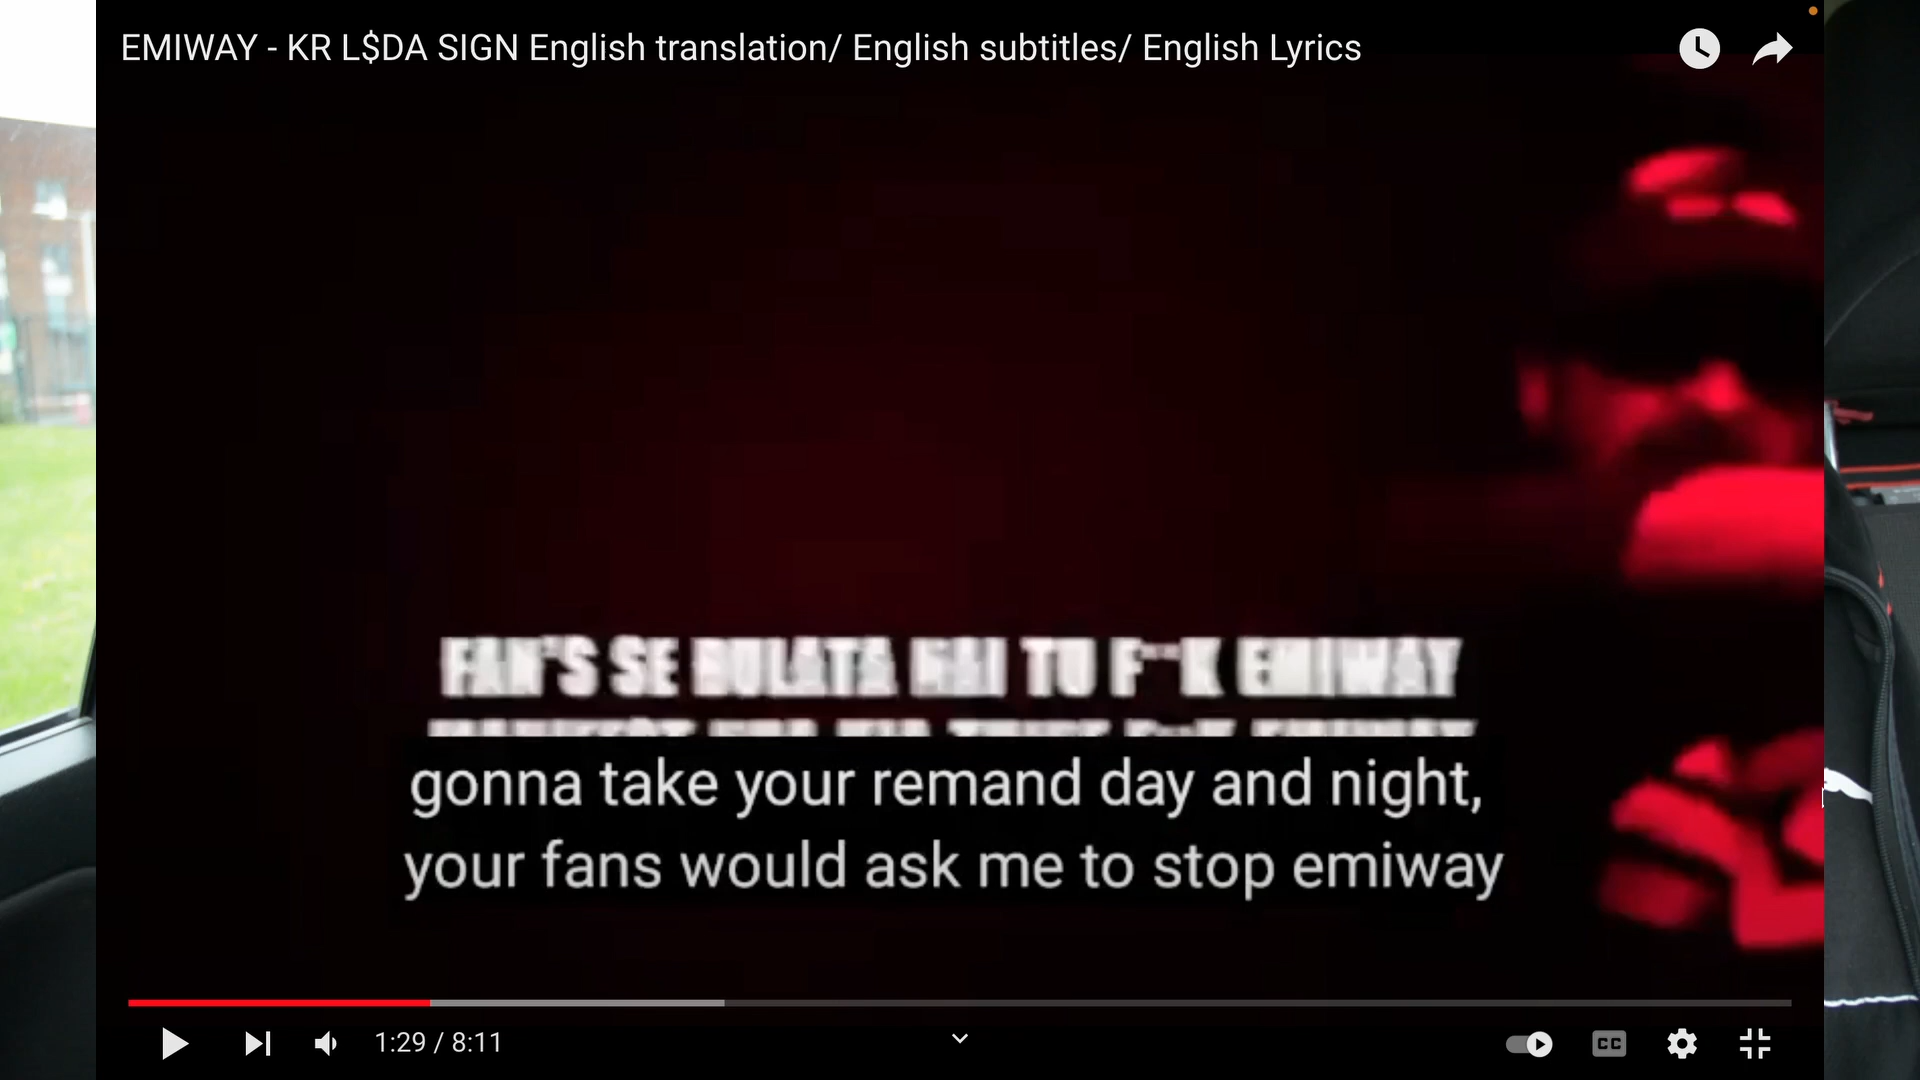 EMIWAY - KR L$DA SIGN English translation/ English subtitles/ English Lyrics
FAN'S SE BULATA HAI TU F**K EMIWAY
gonna take your remand day and night,
your fans would ask me to stop emiway
1:29 / 8:11
CC